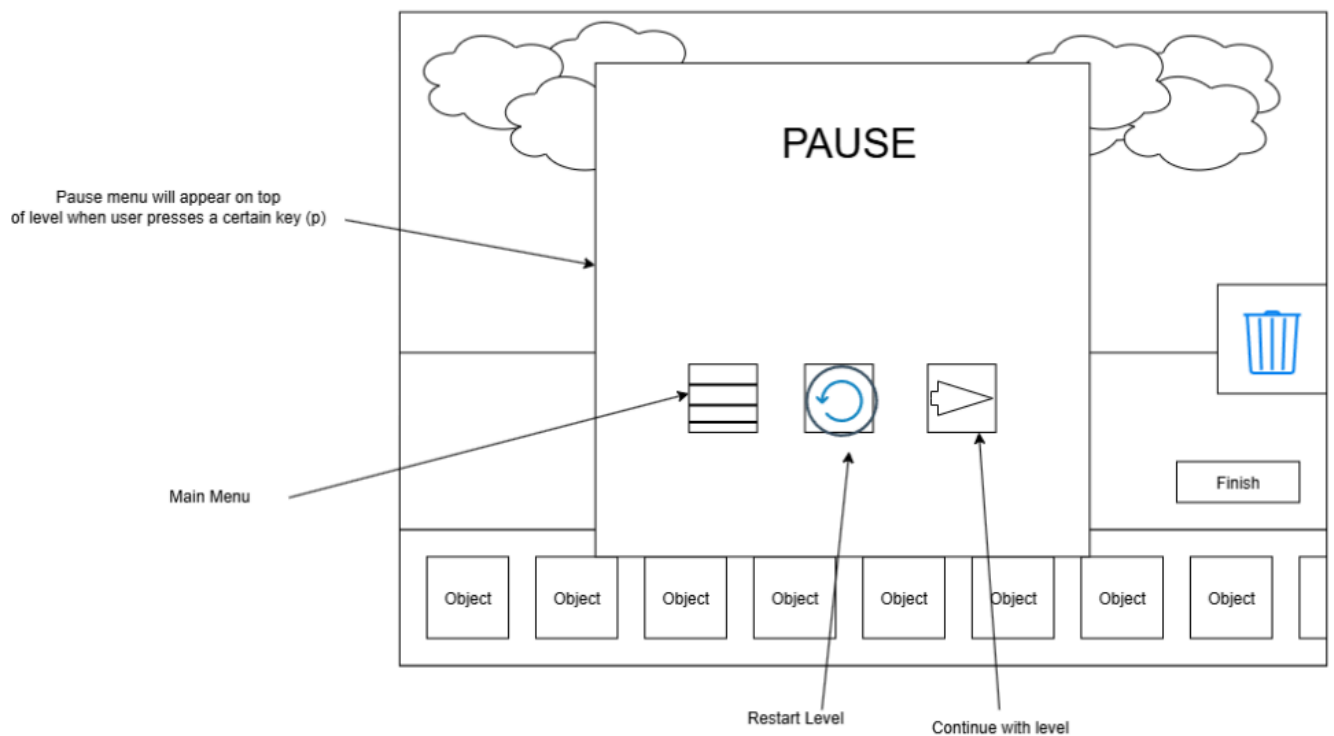 PAUSE
Pause menu will appear on top
of level when user presses a certain key (p)
Main Menu
Finish
Object
Object
Object
Object
Object
Object
Object
Object
Restart Level
Continue with level